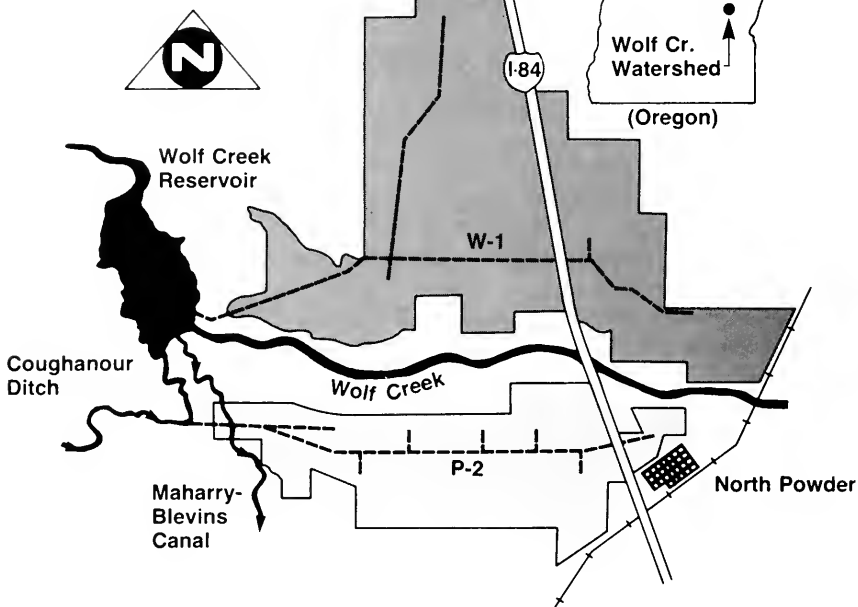 N
I-84
Wolf Cr.
Watershed
(Oregon)
Wolf Creek
Reservoir
W-1
Coughanour
Ditch
Wolf Creek
P-2
North Powder
Maharry-
Blevins
Canal